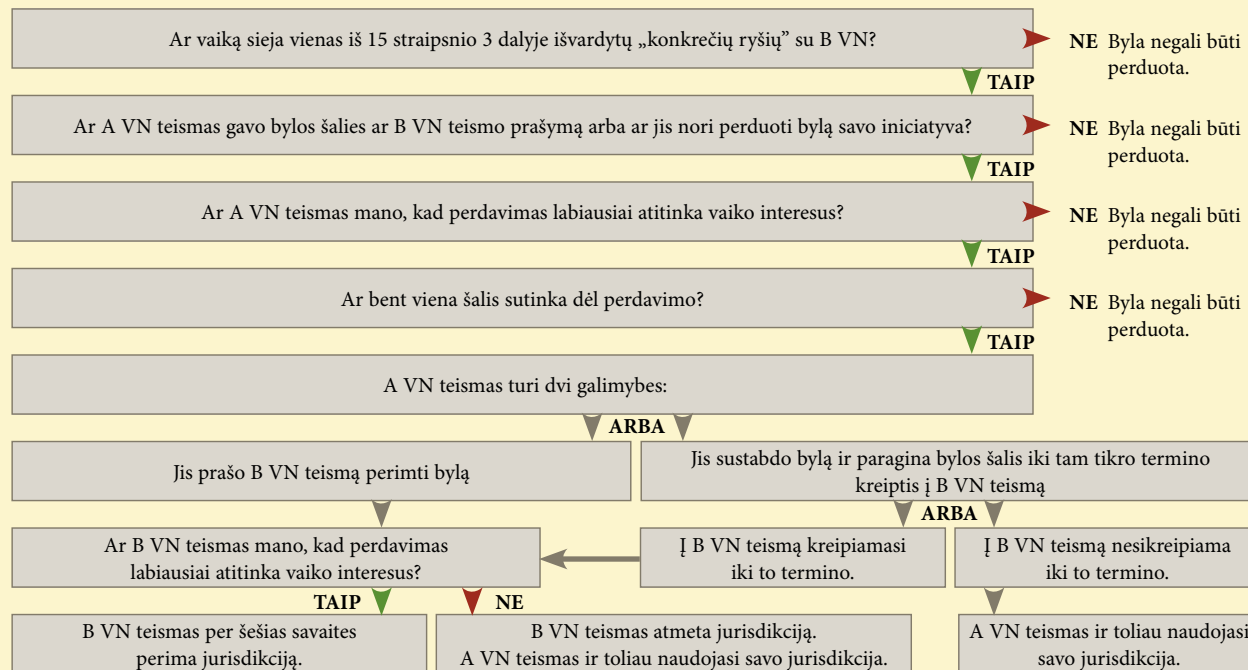 Ar vaiką sieja vienas iš 15 straipsnio 3 dalyje išvardytų „konkrečių ryšių” su B VN?
NE Byla negali būti
perduota.
TAIP
Ar A VN teismas gavo bylos šalies ar B VN teismo prašymą arba ar jis nori perduoti bylą savo iniciatyva?
NE Byla negali būti
perduota.
TAIP
Ar A VN teismas mano, kad perdavimas labiausiai atitinka vaiko interesus?
NE Byla negali būti
perduota.
TAIP
Ar bent viena šalis sutinka dėl perdavimo?
NE Byla negali būti
perduota.
TAIP
A VN teismas turi dvi galimybes:
ARBA
Jis prašo B VN teismą perimti bylą
Jis sustabdo bylą ir paragina bylos šalis iki tam tikro termino
kreiptis į B VN teismą
ARBA
Ar B VN teismas mano, kad perdavimas
labiausiai atitinka vaiko interesus?
Į B VN teismą kreipiamasi
iki to termino.
Į B VN teismą nesikreipiama
iki to termino.
TAIP
NE
B VN teismas per šešias savaites
perima jurisdikciją.
B VN teismas atmeta jurisdikciją.
A VN teismas ir toliau naudojasi savo jurisdikcija.
A VN teismas ir toliau naudojasi
savo jurisdikcija.